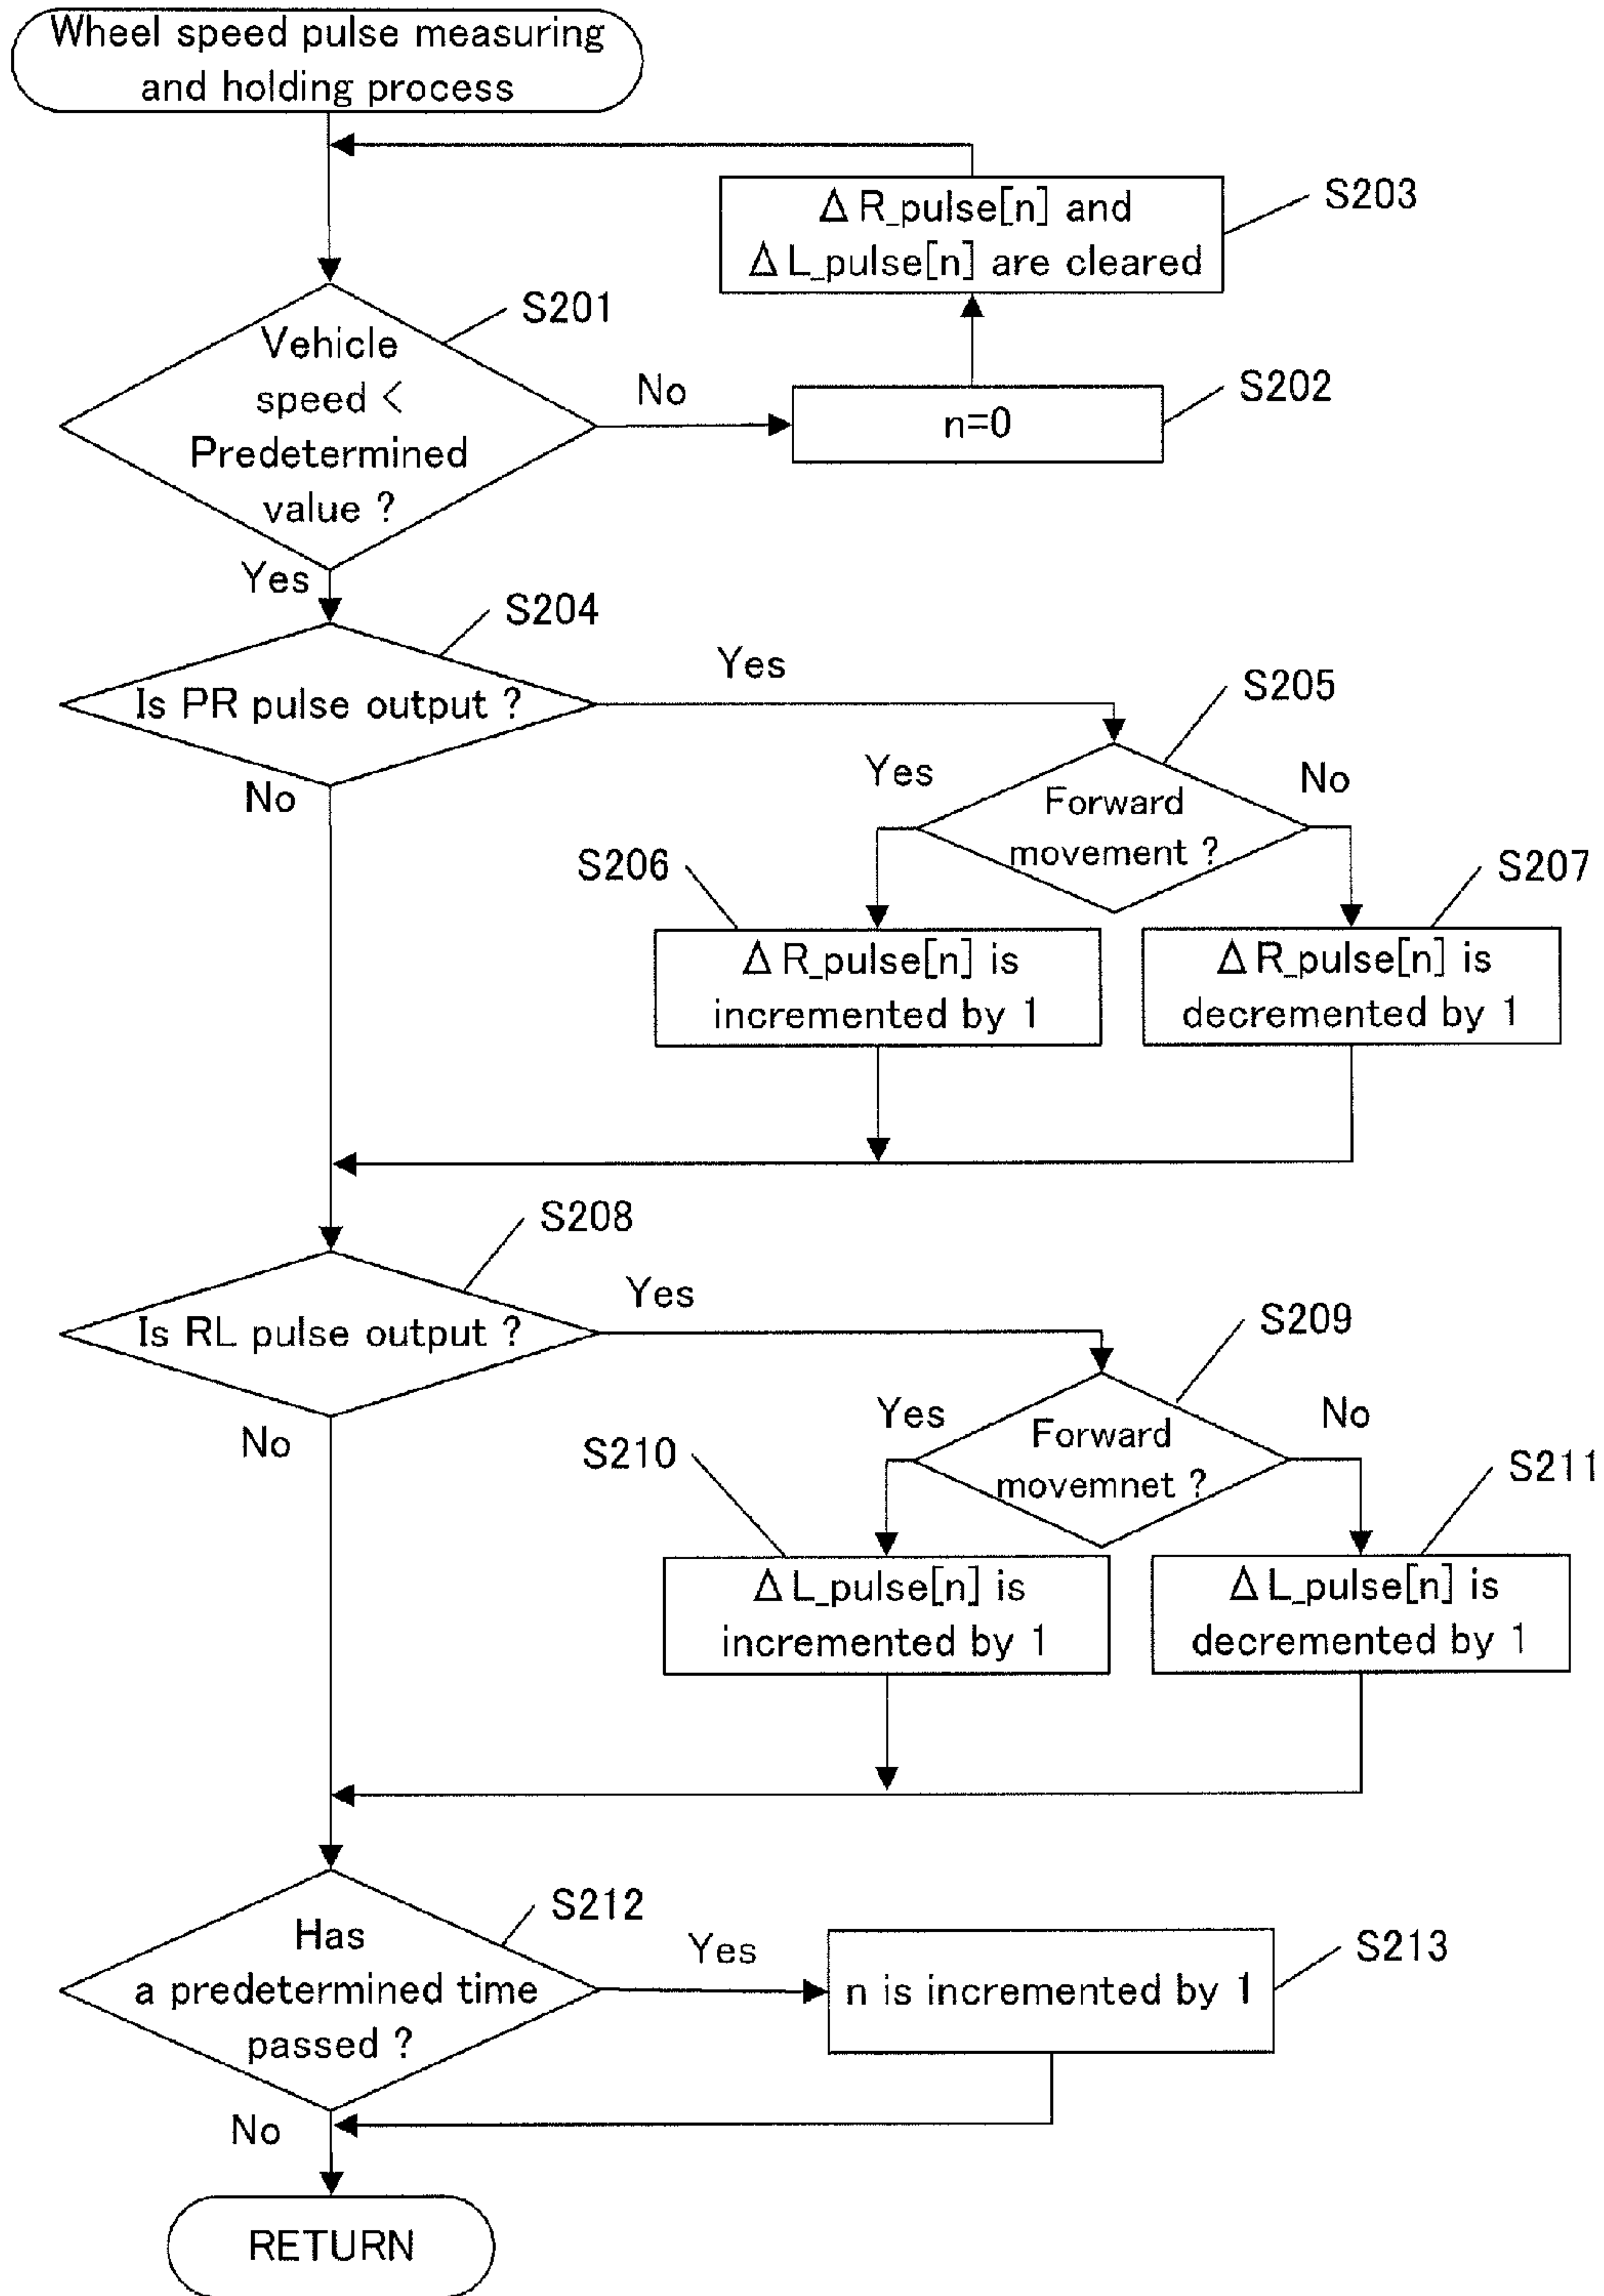 Wheel speed pulse measuring
and holding process
Δ R_pulse[n] and
Δ L_pulse[n] are cleared
S203
S201
Vehicle
speed <
Predetermined
value ?
No
n=0
S202
Yes
S204
Is PR pulse output ?
Yes
No
S205
Forward
movement ?
Yes
No
S206
Δ R_pulse[n] is
incremented by 1
S207
Δ R_pulse[n] is
decremented by 1
S208
Is RL pulse output ?
Yes
No
S209
Forward
movemnet ?
Yes
No
S210
Δ L_pulse[n] is
incremented by 1
S211
Δ L_pulse[n] is
decremented by 1
S212
Has
a predetermined time
passed ?
Yes
S213
n is incremented by 1
No
RETURN